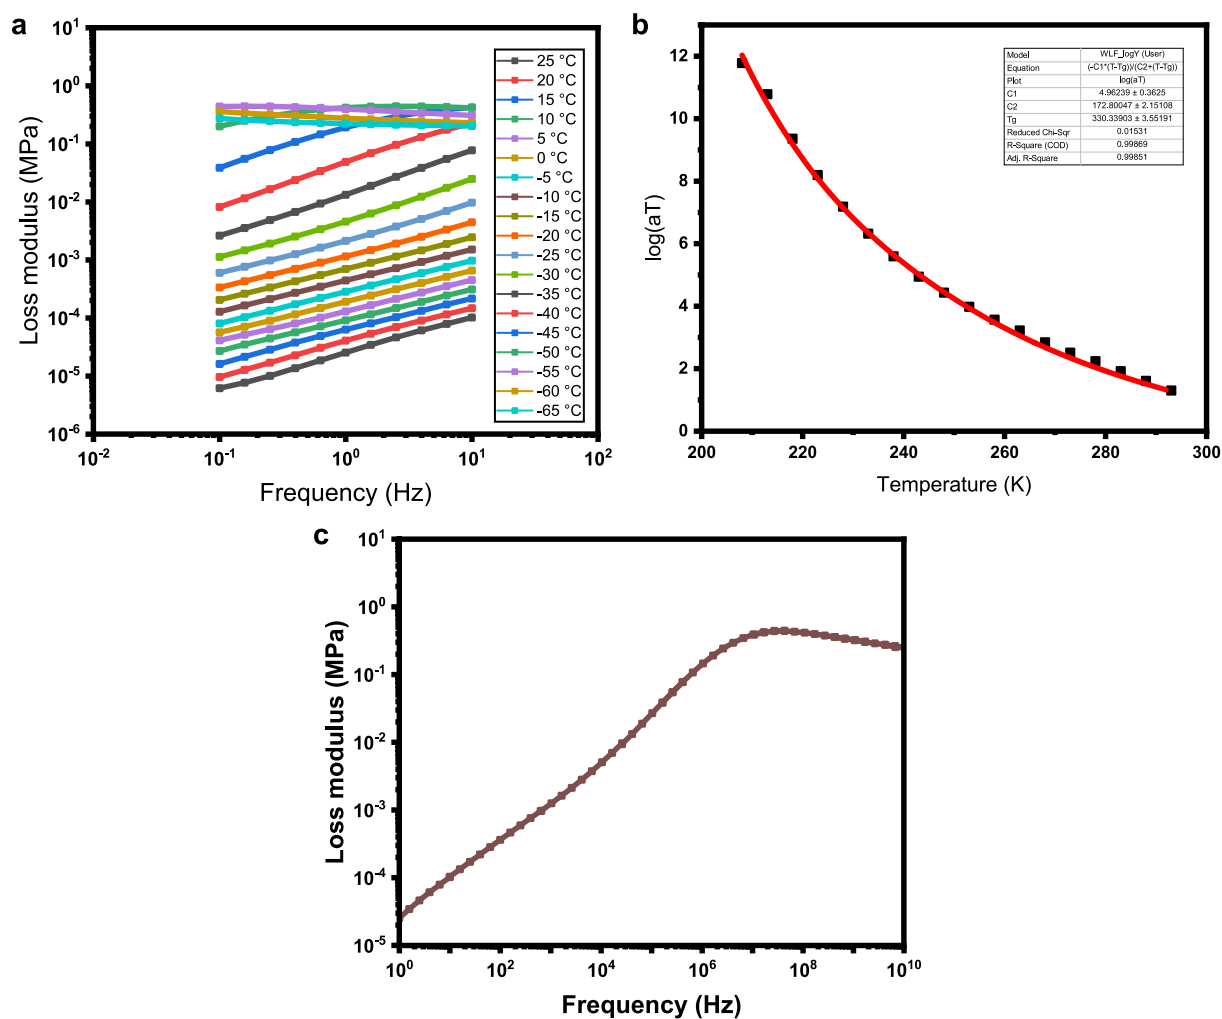 a
10^1
10^0
10^-1
10^-2
10^-3
10^-4
10^-5
10^-6
Loss modulus (MPa)
10^-2
10^-1
10^0
10^1
10^2
Frequency (Hz)
25 °C
20 °C
15 °C
10 °C
5 °C
0 °C
-5 °C
-10 °C
-15 °C
-20 °C
-25 °C
-30 °C
-35 °C
-40 °C
-45 °C
-50 °C
-55 °C
-60 °C
-65 °C
b
12
10
8
6
4
2
0
log(aT)
200
220
240
260
280
300
Temperature (K)
Model WLF_logY (User)
Equation (-C1*(T-Tg))/(C2+(T-Tg))
Plot log(aT)
C1 4.96239 ± 0.3625
C2 172.80047 ± 2.15108
Tg 330.33903 ± 3.55191
Reduced Chi-Sqr 0.01531
R-Square (COD) 0.99869
Adj. R-Square 0.99851
c
10^1
10^0
10^-1
10^-2
10^-3
10^-4
10^-5
Loss modulus (MPa)
10^0
10^2
10^4
10^6
10^8
10^10
Frequency (Hz)